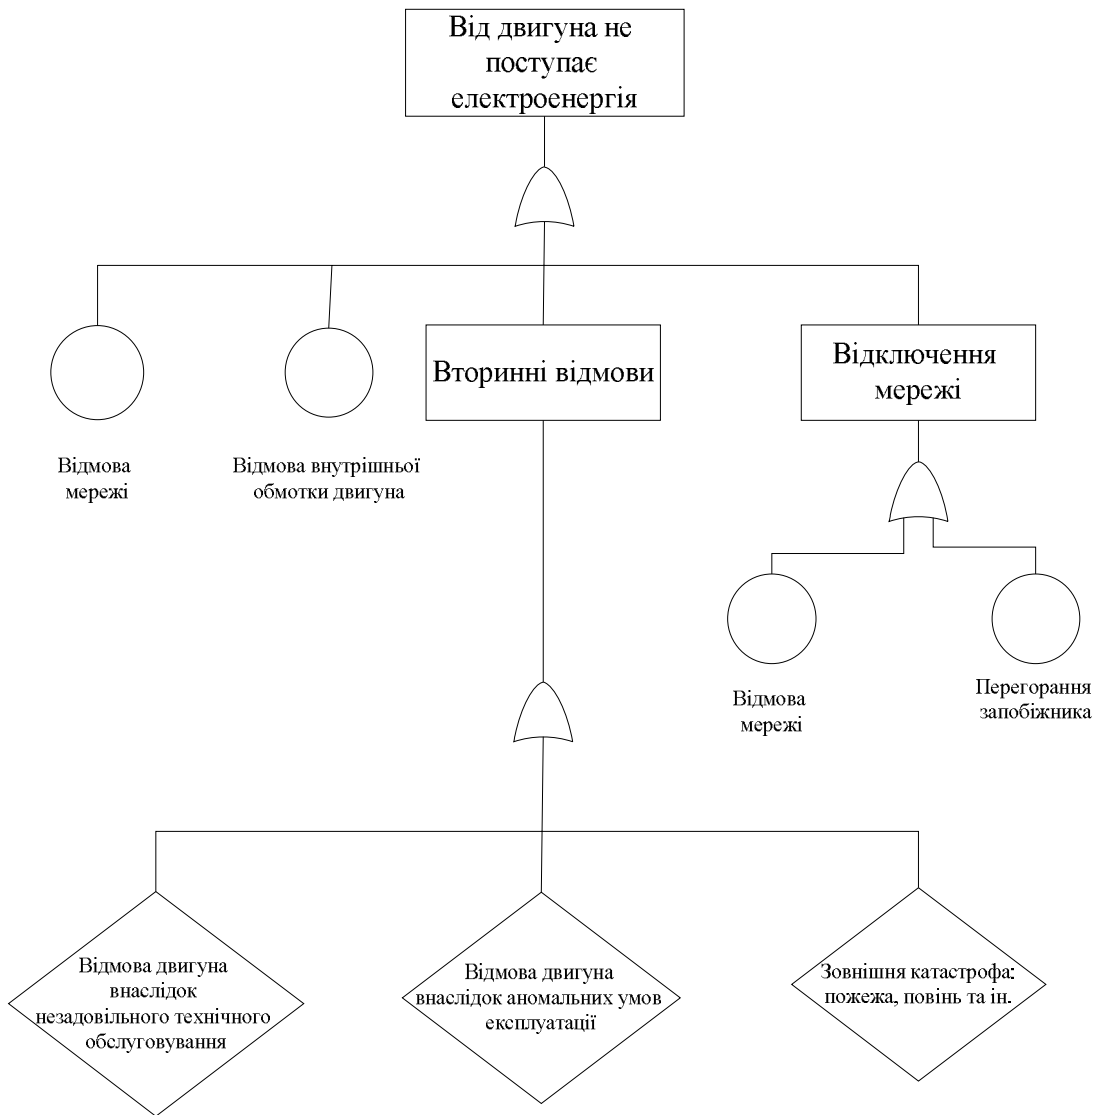 Від двигуна не
поступає
електроенергія
Вторинні відмови
Відключення
мережі
Відмова
мережі
Відмова внутрішньої
обмотки двигуна
Відмова
мережі
Перегорання
запобіжника
Відмова двигуна
внаслідок
незадовільного технічного
обслуговування
Відмова двигуна
внаслідок аномальних умов
експлуатації
Зовнішня катастрофа:
пожежа, повінь та ін.